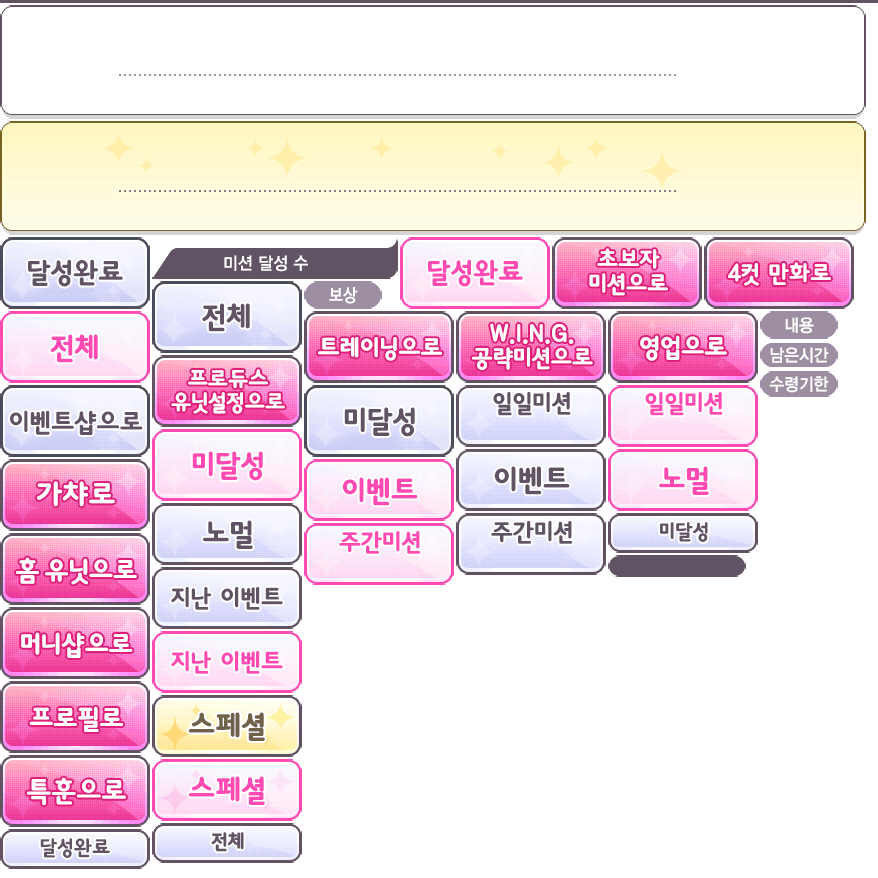 달성완료
미션 달성 수
달성완료
초보자
미션으로
4컷 만화로
전체
보상
전체
트레이닝으로
W.I.N.G.
공략미션으로
영업으로
내용
남은시간
수령기한
이벤트샵으로
프로듀스
유닛설정으로
미달성
일일미션
일일미션
가챠로
미달성
이벤트
이벤트
노멀
홈 유닛으로
노멀
주간미션
주간미션
미달성
머니샵으로
지난 이벤트
지난 이벤트
프로필로
스페셜
특훈으로
스페셜
달성완료
전체